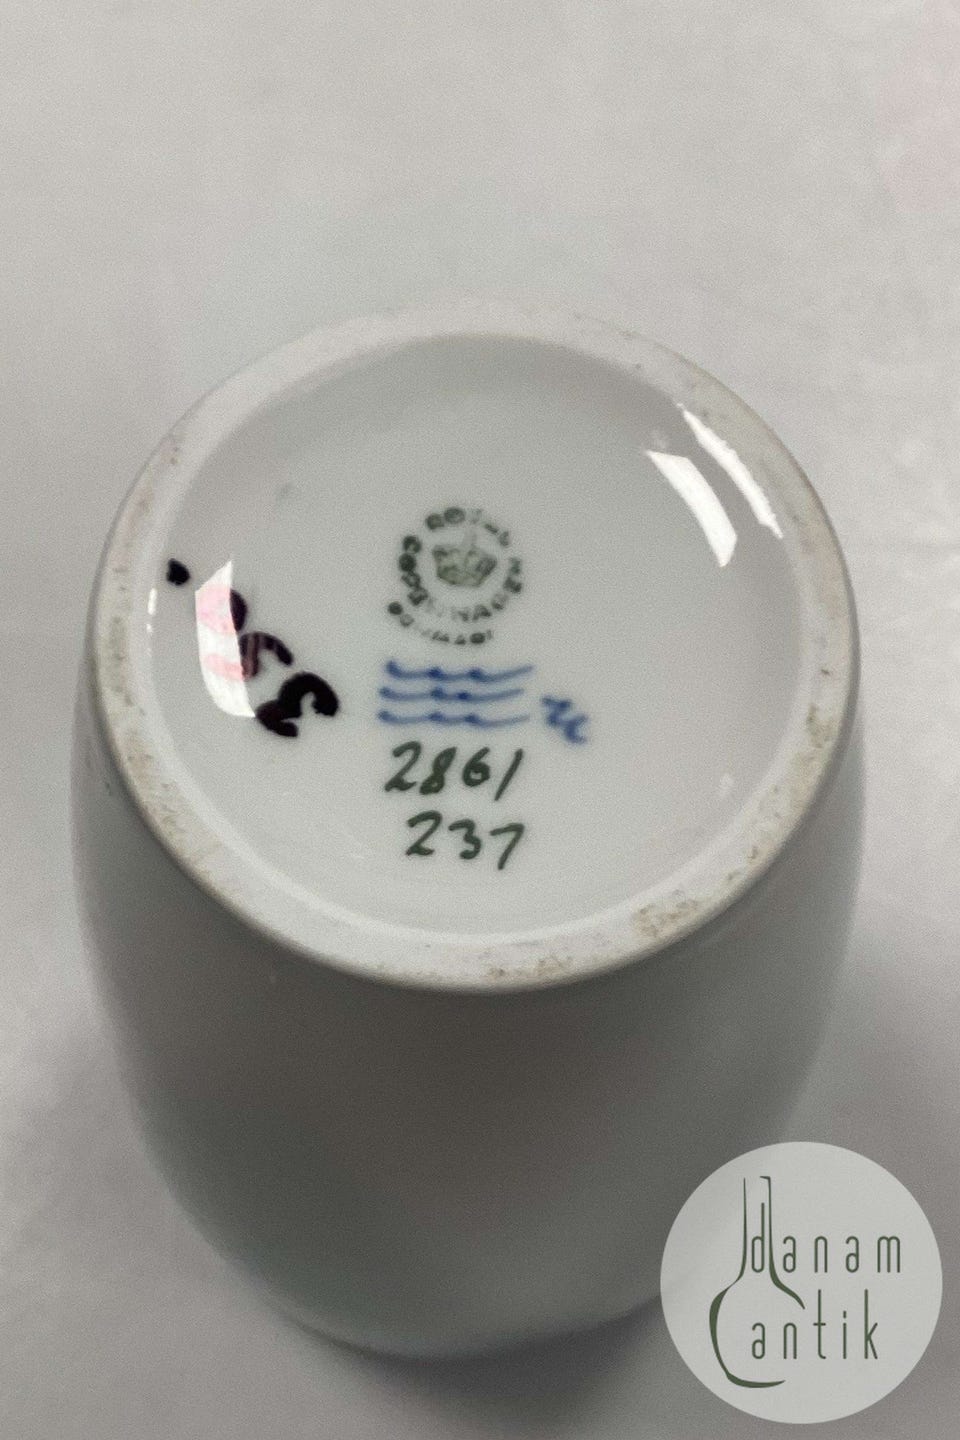 ROYAL
COPENHAGEN
DENMARK
2861
237
danam
antik